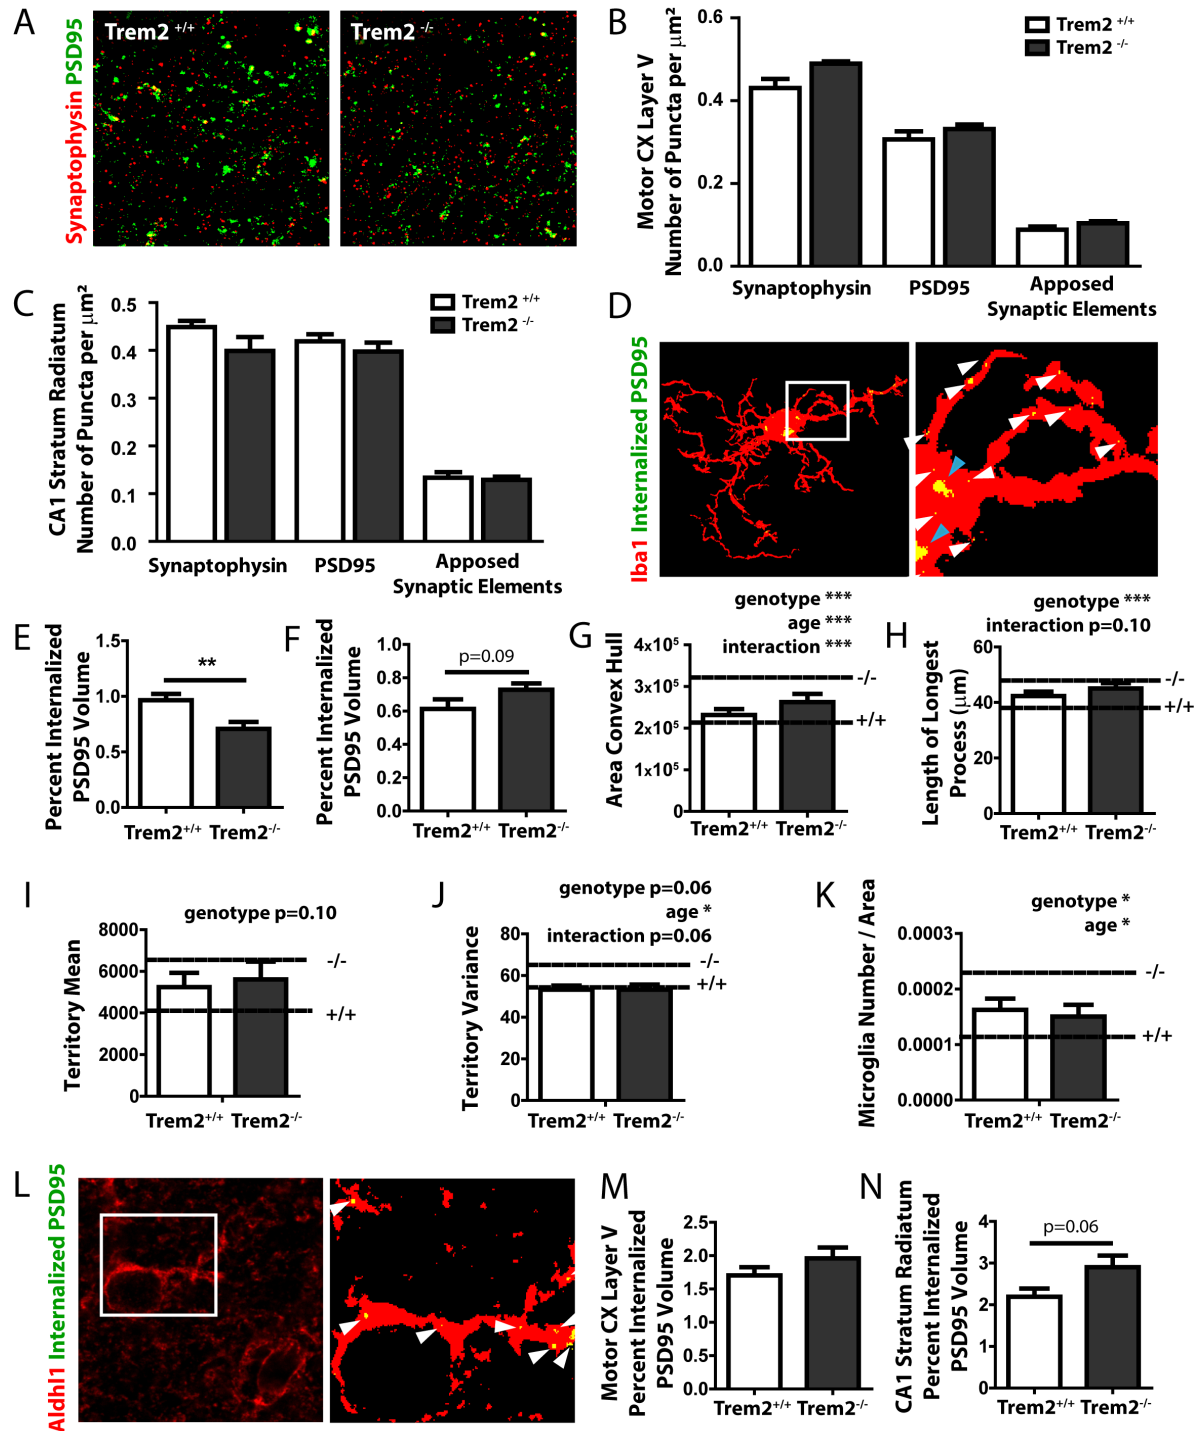 A
Synaptophysin PSD95
Trem2 +/+
Trem2 -/-
B
Motor CX Layer V
Number of Puncta per μm²
0.6
0.4
0.2
0.0
Trem2 +/+
Trem2 -/-
Synaptophysin
PSD95
Apposed
Synaptic Elements
C
CA1 Stratum Radiatum
Number of Puncta per μm²
0.5
0.4
0.3
0.2
0.1
0.0
Trem2 +/+
Trem2 -/-
Synaptophysin
PSD95
Apposed
Synaptic Elements
D
Iba1 Internalized PSD95
E
Percent Internalized
PSD95 Volume
1.5
1.0
0.5
0.0
**
Trem2+/+
Trem2-/-
F
Percent Internalized
PSD95 Volume
1.0
0.8
0.6
0.4
0.2
0.0
p=0.09
Trem2+/+
Trem2-/-
G
genotype ***
age ***
interaction ***
Area Convex Hull
4x10⁵
3x10⁵
2x10⁵
1x10⁵
0
-/-
+/+
Trem2+/+
Trem2-/-
H
genotype ***
interaction p=0.10
Length of Longest
Process (μm)
60
40
20
0
-/-
+/+
Trem2+/+
Trem2-/-
I
genotype p=0.10
Territory Mean
8000
6000
4000
2000
0
-/-
+/+
Trem2+/+
Trem2-/-
J
genotype p=0.06
age *
interaction p=0.06
Territory Variance
80
60
40
20
0
-/-
+/+
Trem2+/+
Trem2-/-
K
genotype *
age *
Microglia Number / Area
0.0003
0.0002
0.0001
0.0000
-/-
+/+
Trem2+/+
Trem2-/-
L
Aldhl1 Internalized PSD95
M
Motor CX Layer V
Percent Internalized
PSD95 Volume
2.5
2.0
1.5
1.0
0.5
0.0
Trem2+/+
Trem2-/-
N
CA1 Stratum Radiatum
Percent Internalized
PSD95 Volume
4
3
2
1
0
p=0.06
Trem2+/+
Trem2-/-